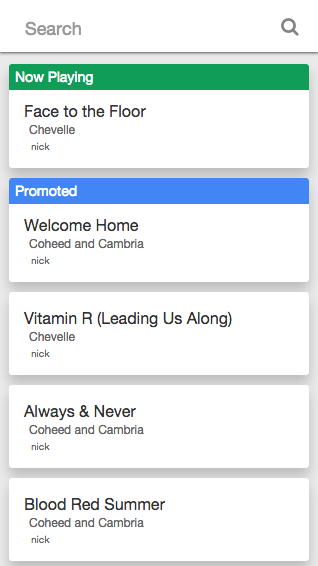 Search
Now Playing
Face to the Floor
Chevelle
nick
Promoted
Welcome Home
Coheed and Cambria
nick
Vitamin R (Leading Us Along)
Chevelle
nick
Always & Never
Coheed and Cambria
nick
Blood Red Summer
Coheed and Cambria
nick